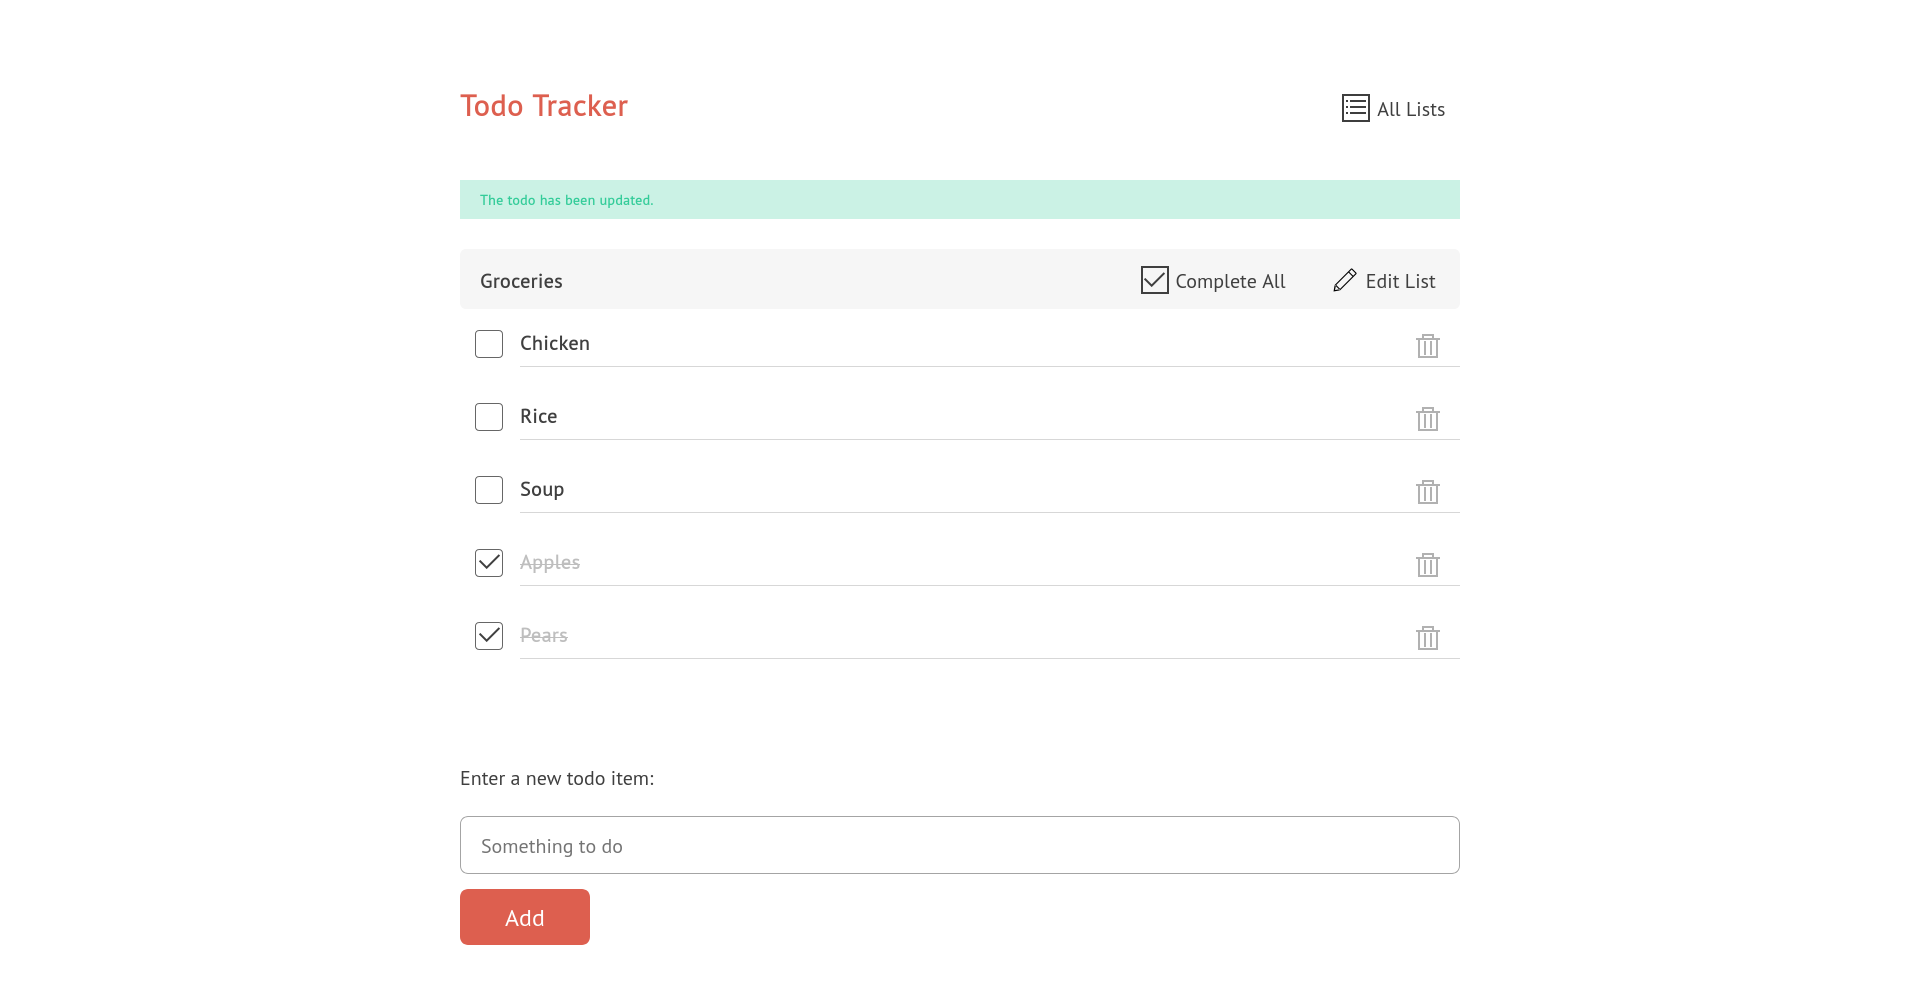 Todo Tracker
All Lists
The todo has been updated.
Groceries
Complete All
Edit List
Chicken
Rice
Soup
Apples
Pears
Enter a new todo item:
Something to do
Add